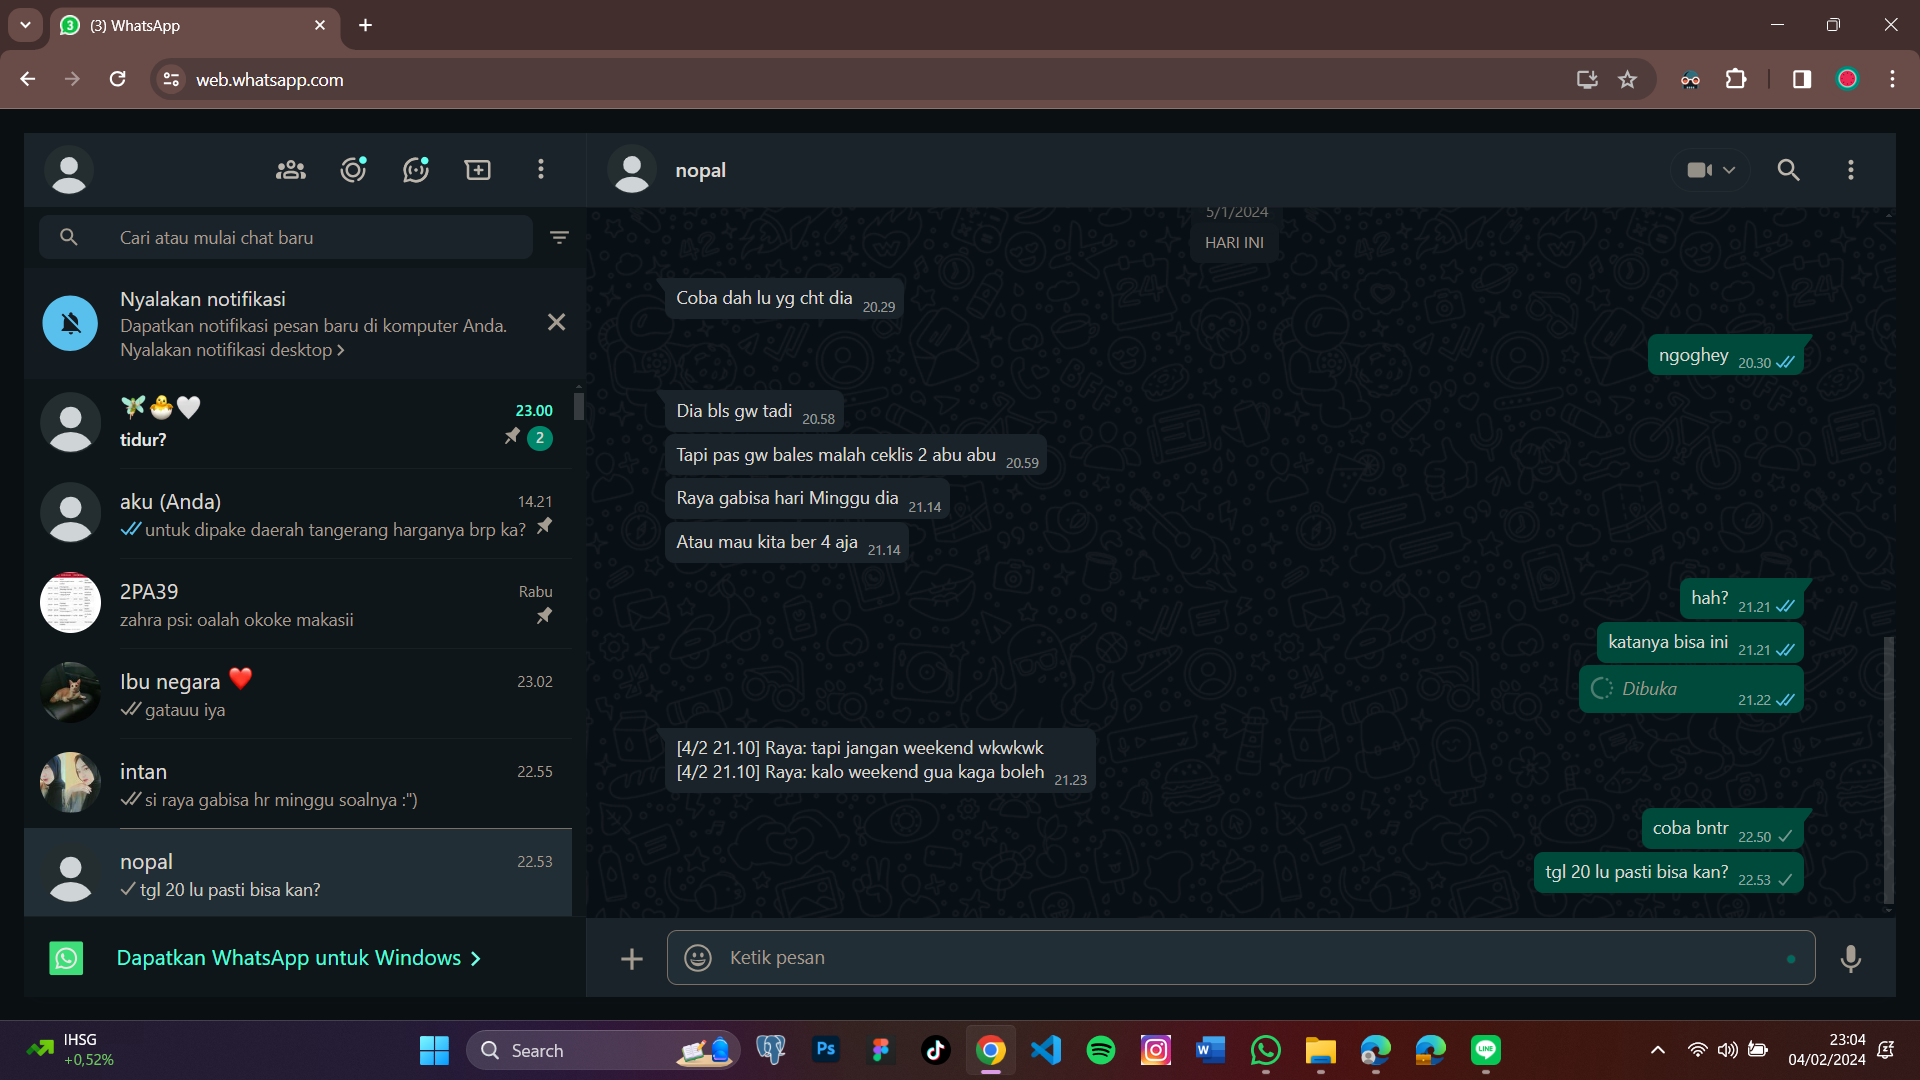 (3) WhatsApp
web.whatsapp.com
Cari atau mulai chat baru
Nyalakan notifikasi
Dapatkan notifikasi pesan baru di komputer Anda.
Nyalakan notifikasi desktop >
🧚🐣🤍 23.00
tidur? 2
aku (Anda) 14.21
untuk dipake daerah tangerang harganya brp ka?
2PA39 Rabu
zahra psi: oalah okoke makasii
Ibu negara ❤️ 23.02
gatauu iya
intan 22.55
si raya gabisa hr minggu soalnya :")
nopal 22.53
tgl 20 lu pasti bisa kan?
Dapatkan WhatsApp untuk Windows >
nopal
5/1/2024
HARI INI
Coba dah lu yg cht dia 20.29
ngoghey 20.30
Dia bls gw tadi 20.58
Tapi pas gw bales malah ceklis 2 abu abu 20.59
Raya gabisa hari Minggu dia 21.14
Atau mau kita ber 4 aja 21.14
hah? 21.21
katanya bisa ini 21.21
Dibuka 21.22
[4/2 21.10] Raya: tapi jangan weekend wkwkwk
[4/2 21.10] Raya: kalo weekend gua kaga boleh 21.23
coba bntr 22.50
tgl 20 lu pasti bisa kan? 22.53
Ketik pesan
IHSG
+0,52%
Search
Ps
LINE
23:04
04/02/2024